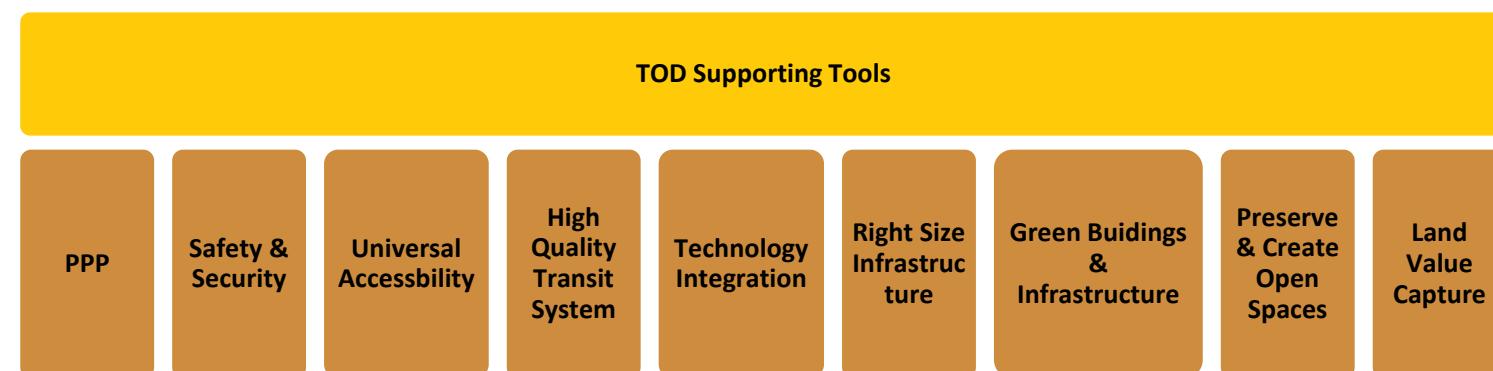 TOD Supporting Tools
PPP
Safety &
Security
Universal
Accessbility
High
Quality
Transit
System
Technology
Integration
Right Size
Infrastruc
ture
Green Buidings
&
Infrastructure
Preserve
& Create
Open
Spaces
Land
Value
Capture